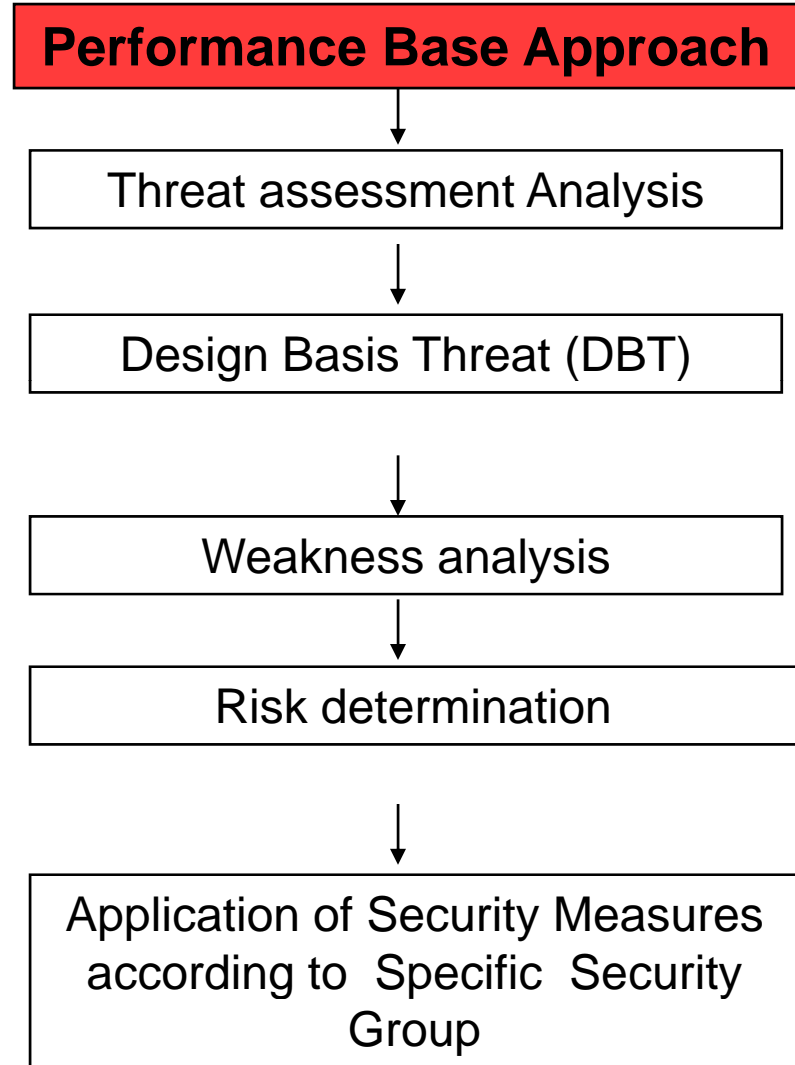 Performance Base Approach
Threat assessment Analysis
Design Basis Threat (DBT)
Weakness analysis
Risk determination
Application of Security Measures
according to Specific Security
Group